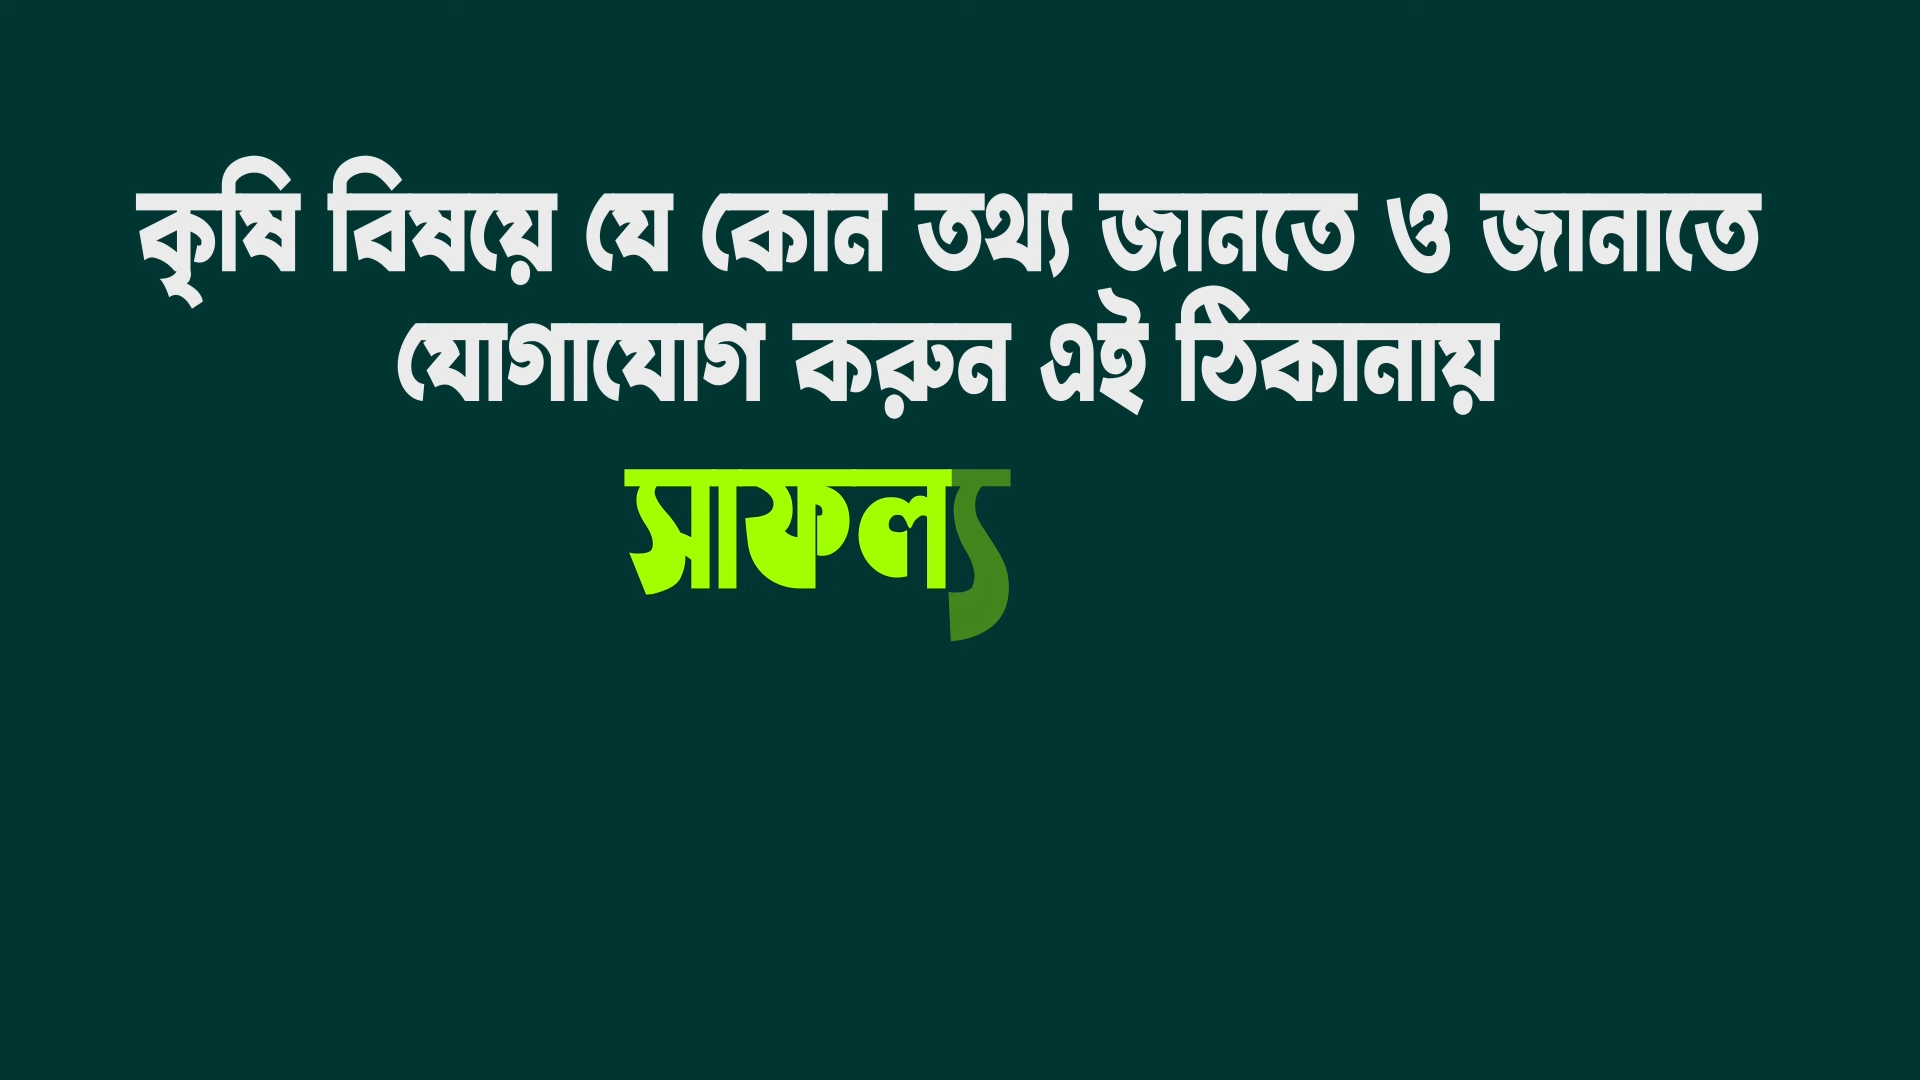 কৃষি বিষয়ে যে কোন তথ্য জানতে ও জানাতে
যোগাযোগ করুন এই ঠিকানায়
সাফল্য